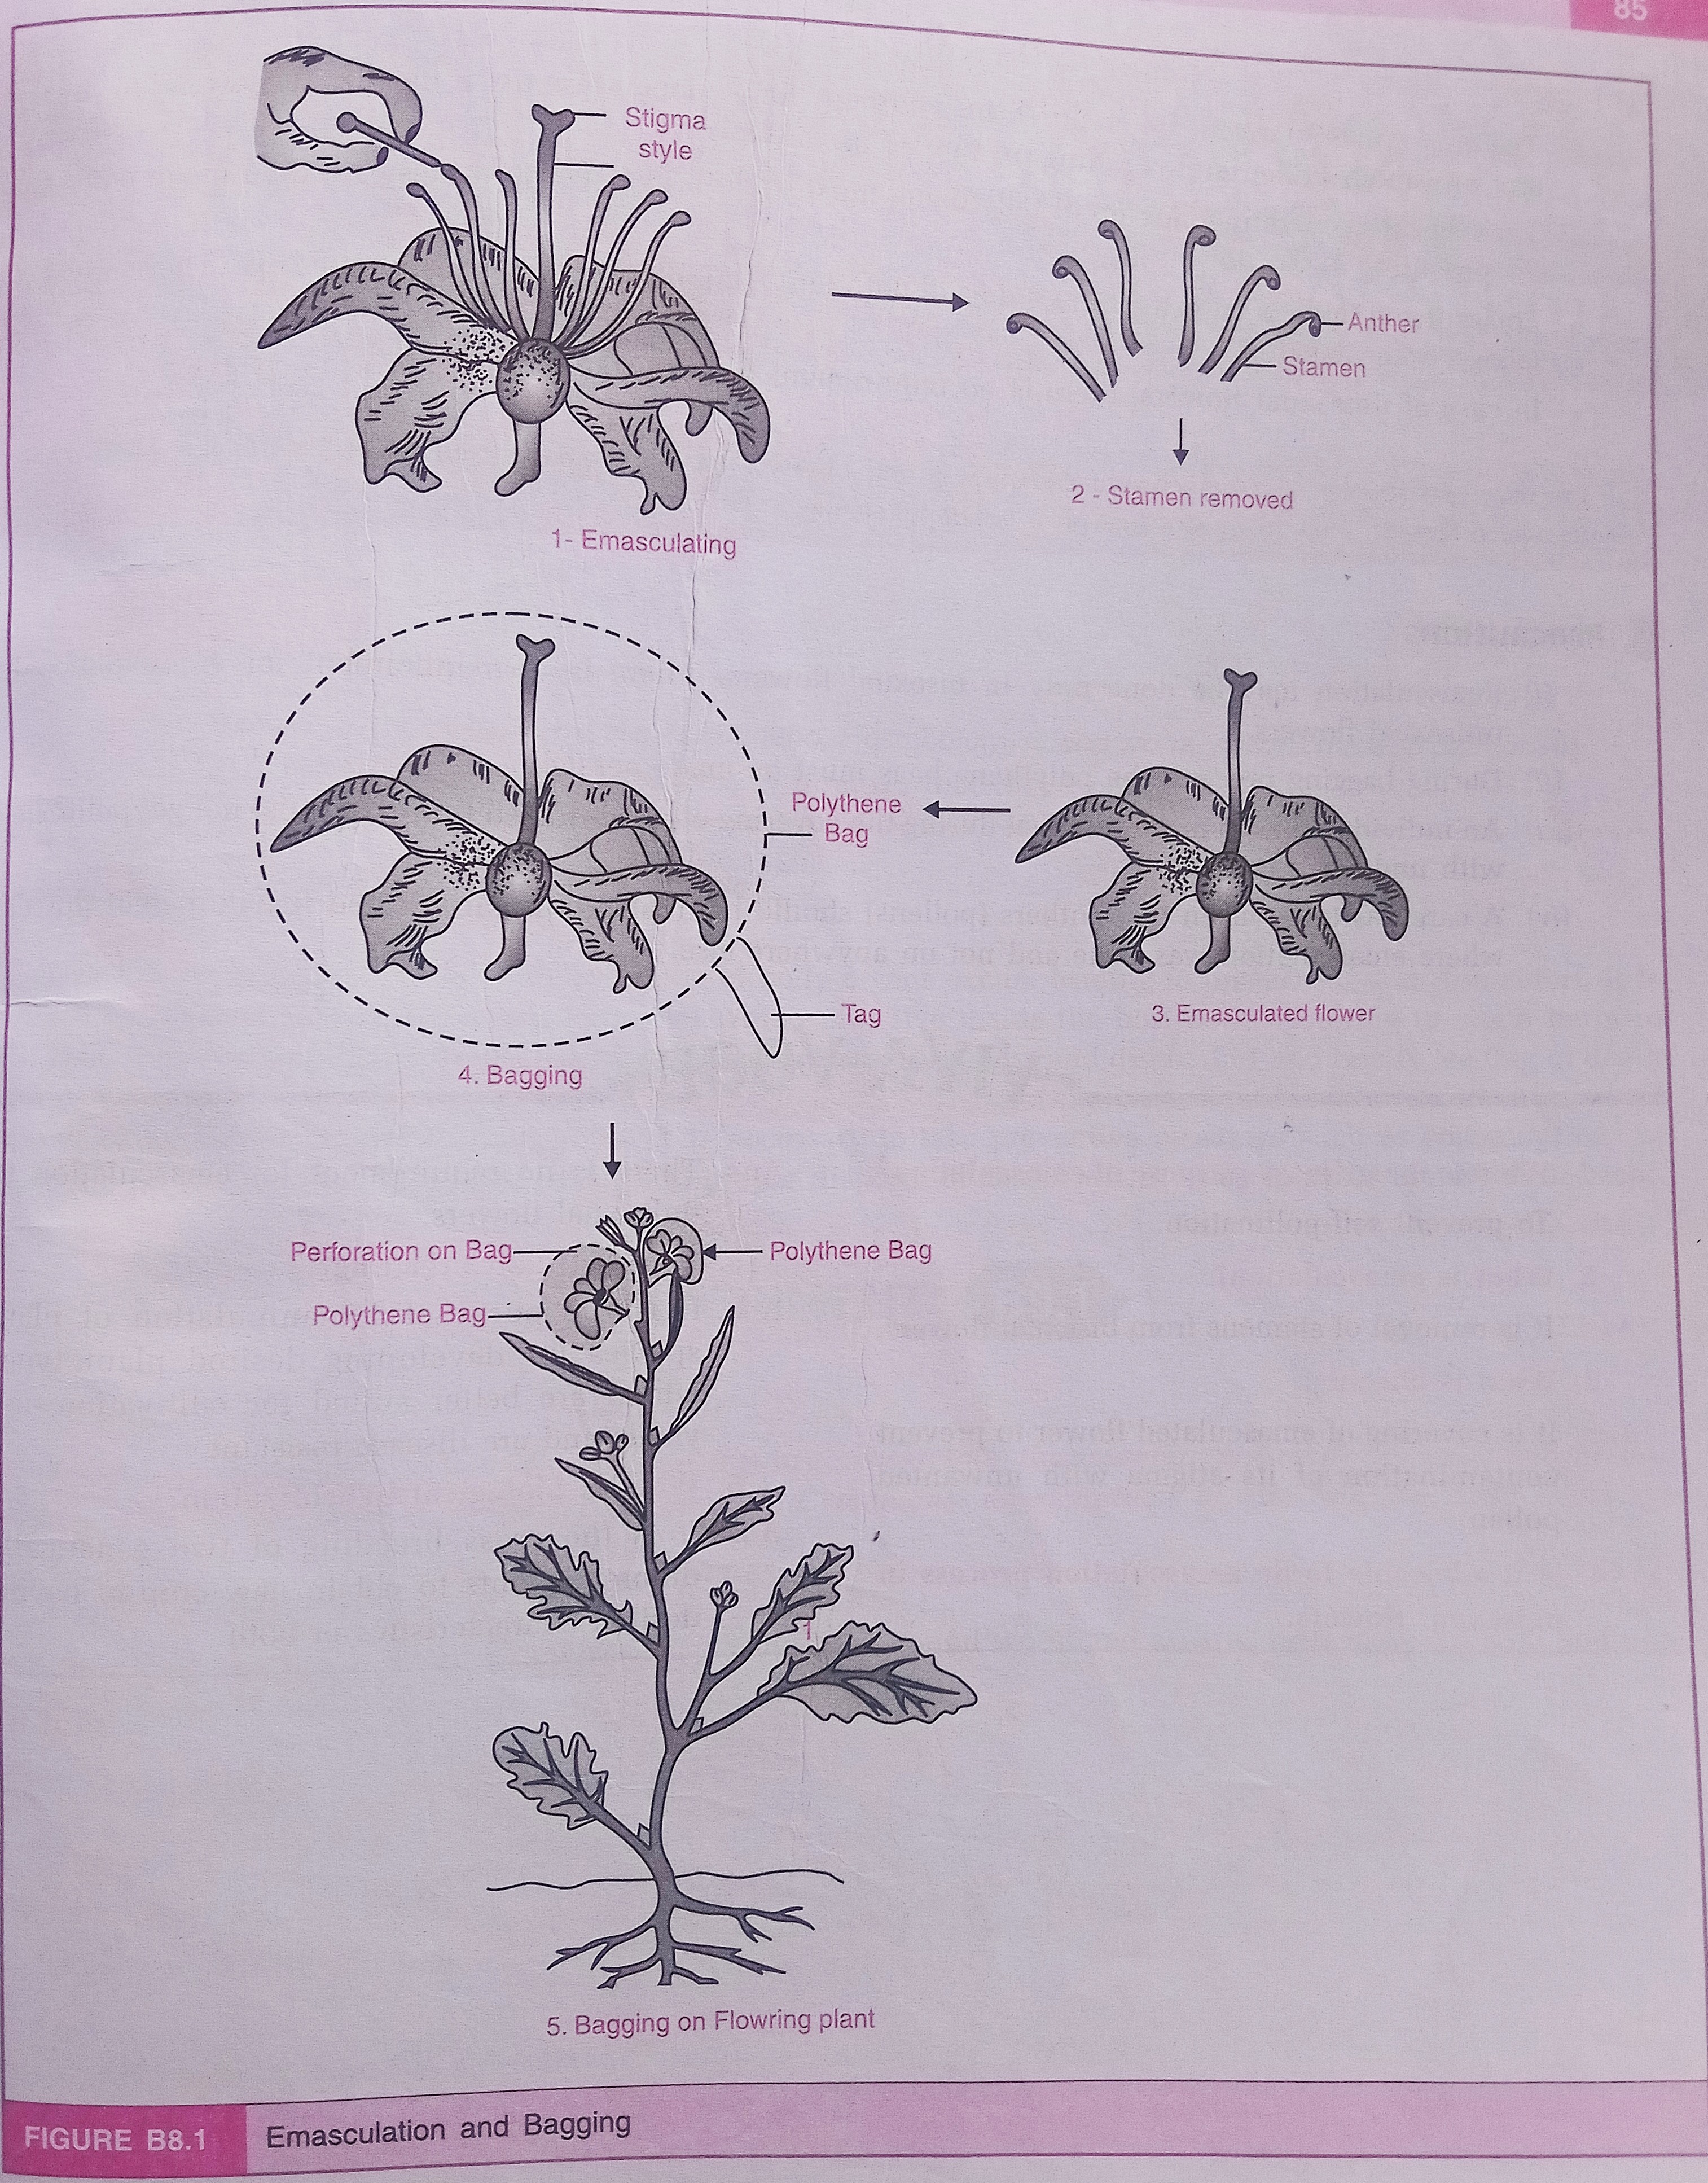 85
Stigma
style
Anther
Stamen
2 - Stamen removed
1- Emasculating
Polythene
Bag
Tag
3. Emasculated flower
4. Bagging
Perforation on Bag
Polythene Bag
Polythene Bag
5. Bagging on Flowring plant
FIGURE B8.1 Emasculation and Bagging